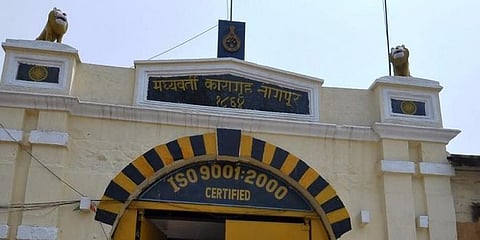 मध्यवर्ती कारागृह नागपूर
१८६४
ISO 9001:2000
CERTIFIED